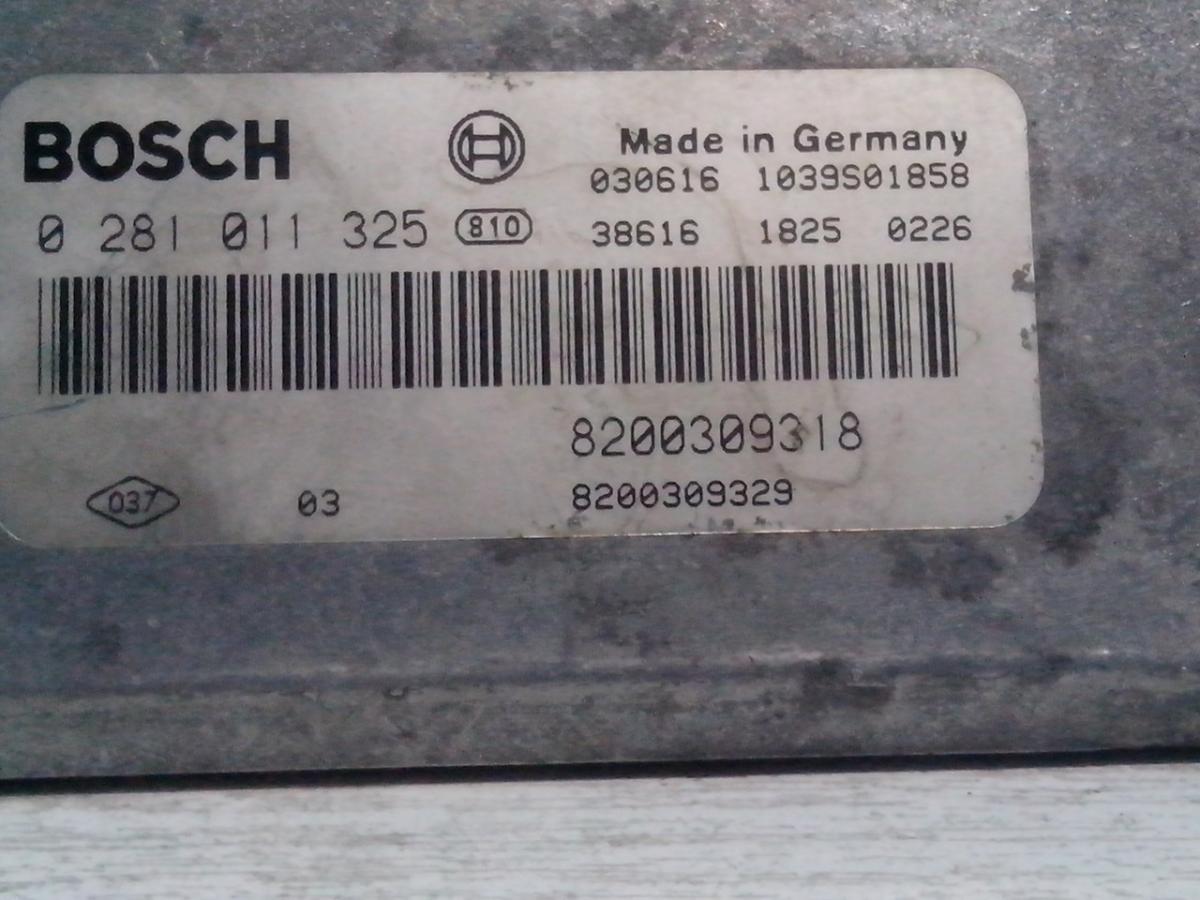 BOSCH
Made in Germany
030616 1039S01858
0 281 011 325 810
38616 1825 0226
8200309318
037 03 8200309329